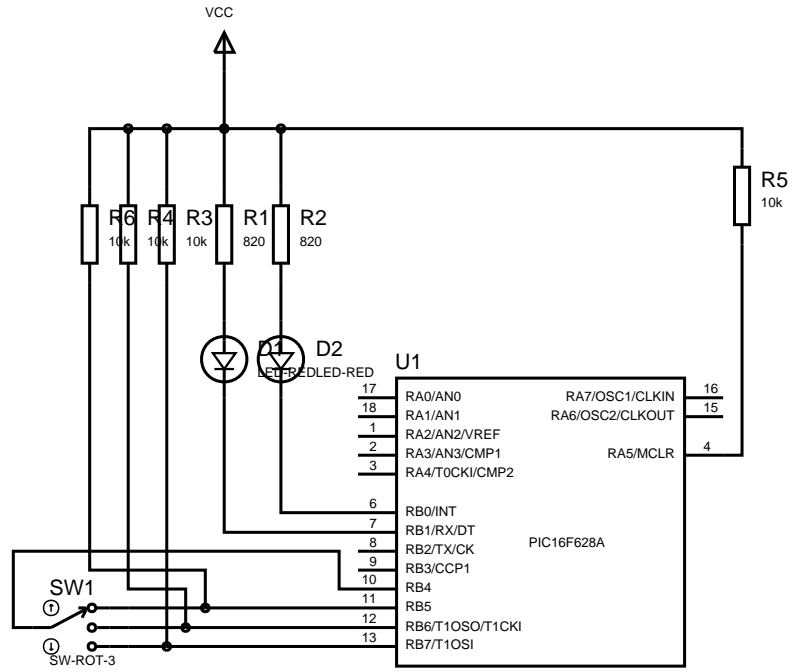 VCC
R6
10k
R4
10k
R3
10k
R1
820
R2
820
R5
10k
D1
LED-RED
D2
LED-RED
U1
17 RA0/AN0
18 RA1/AN1
1 RA2/AN2/VREF
2 RA3/AN3/CMP1
3 RA4/T0CKI/CMP2
6 RB0/INT
7 RB1/RX/DT
8 RB2/TX/CK
9 RB3/CCP1
10 RB4
11 RB5
12 RB6/T1OSO/T1CKI
13 RB7/T1OSI
RA7/OSC1/CLKIN 16
RA6/OSC2/CLKOUT 15
RA5/MCLR 4
PIC16F628A
SW1
SW-ROT-3